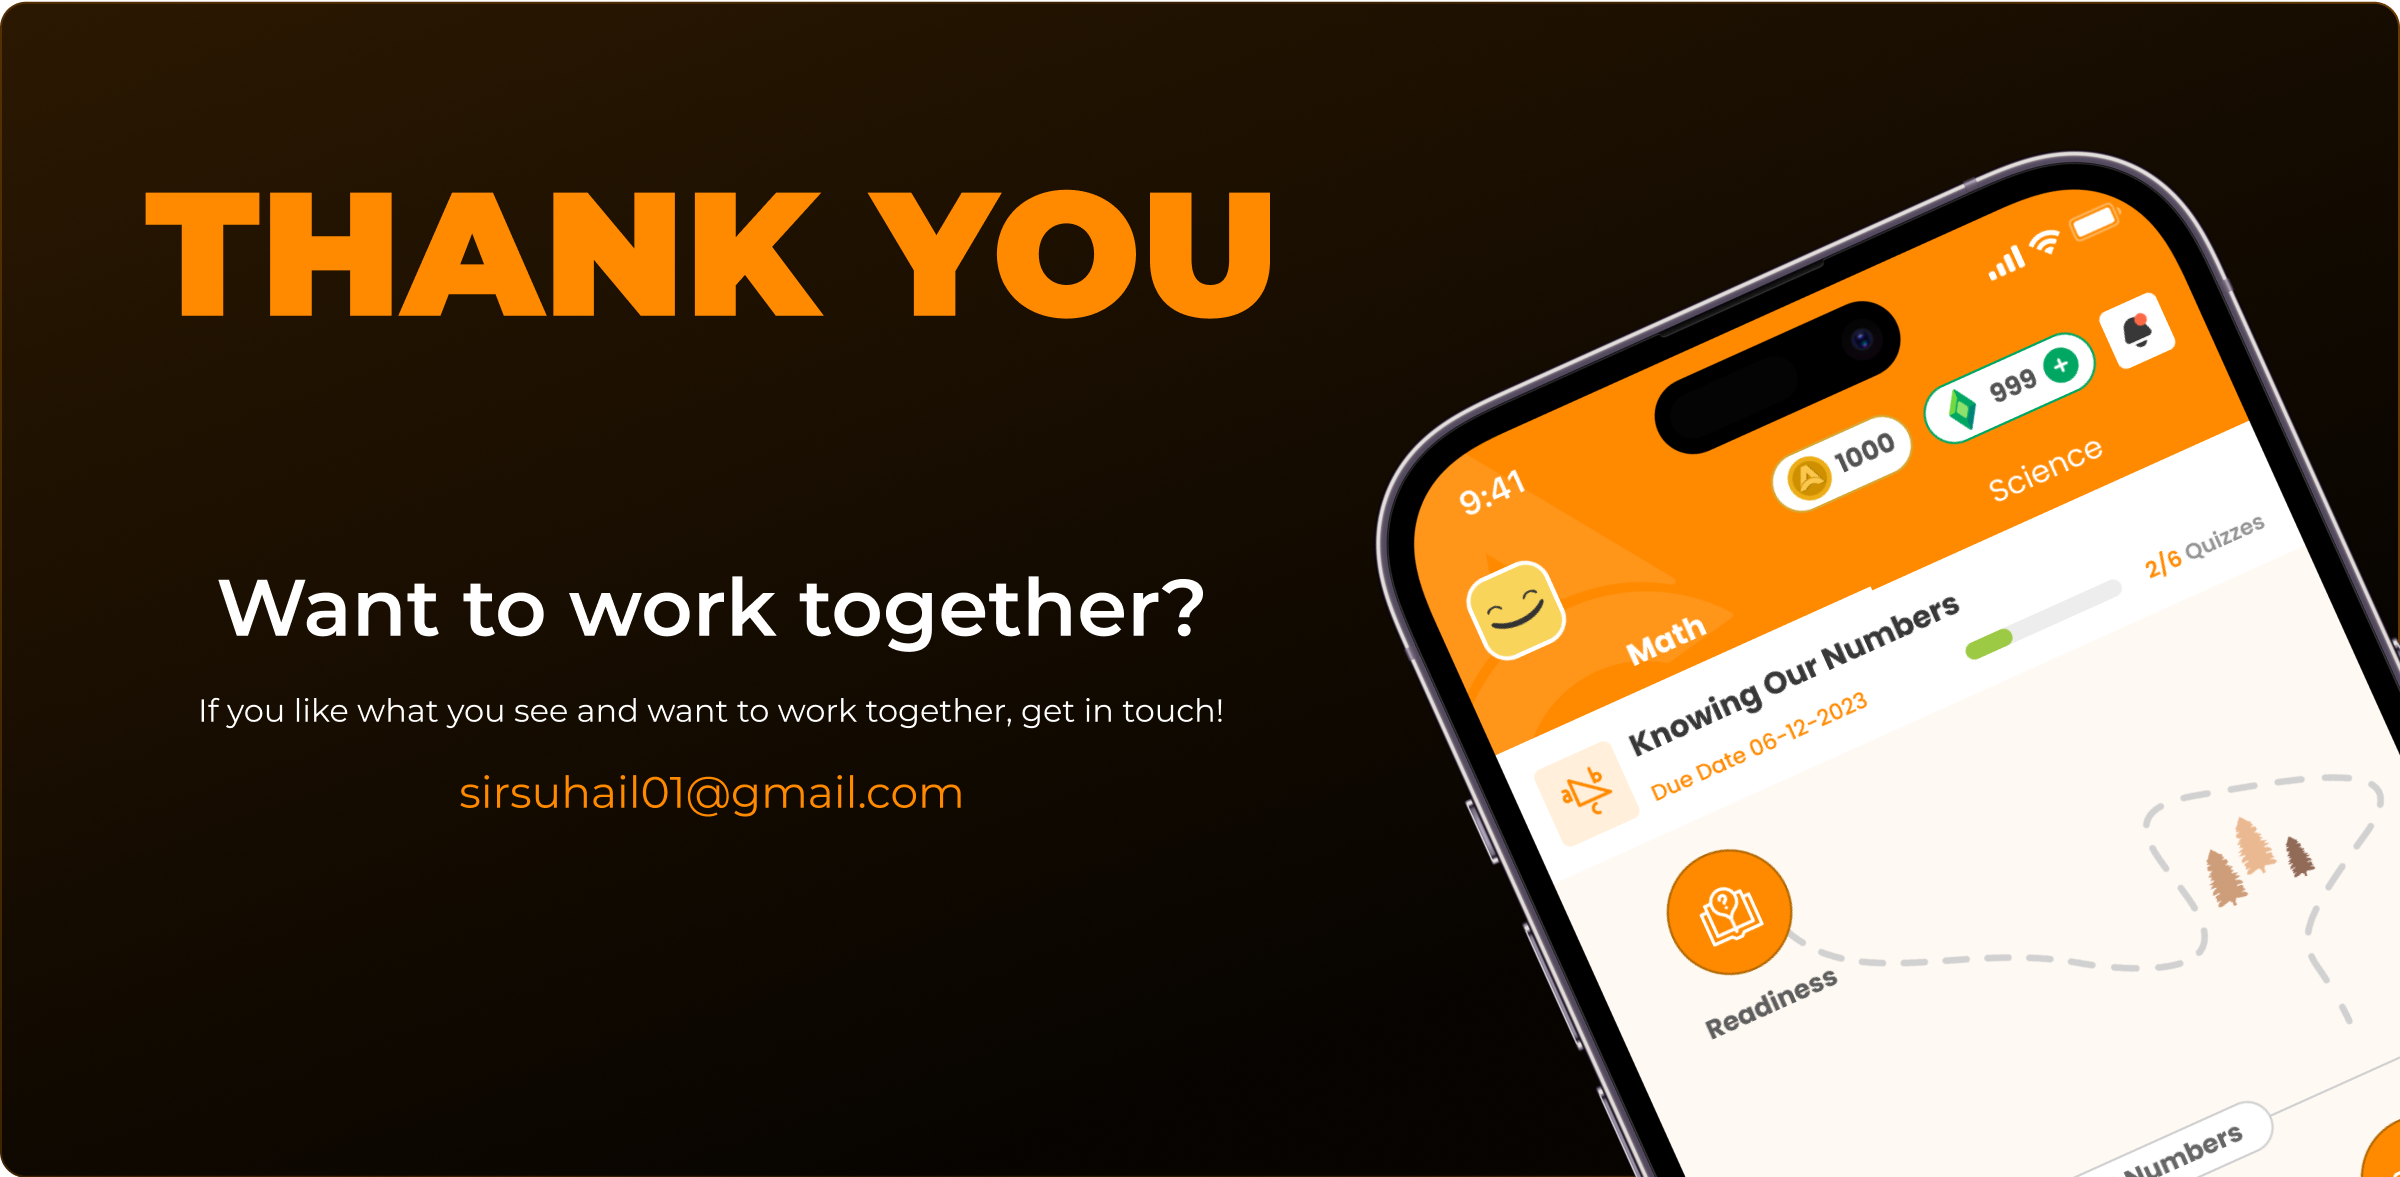 THANK YOU
Want to work together?
If you like what you see and want to work together, get in touch!
sirsuhail01@gmail.com
9:41
1000
999
Math
Science
Knowing Our Numbers
Due Date 06-12-2023
2/6 Quizzes
a
b
c
?
Readiness
Numbers